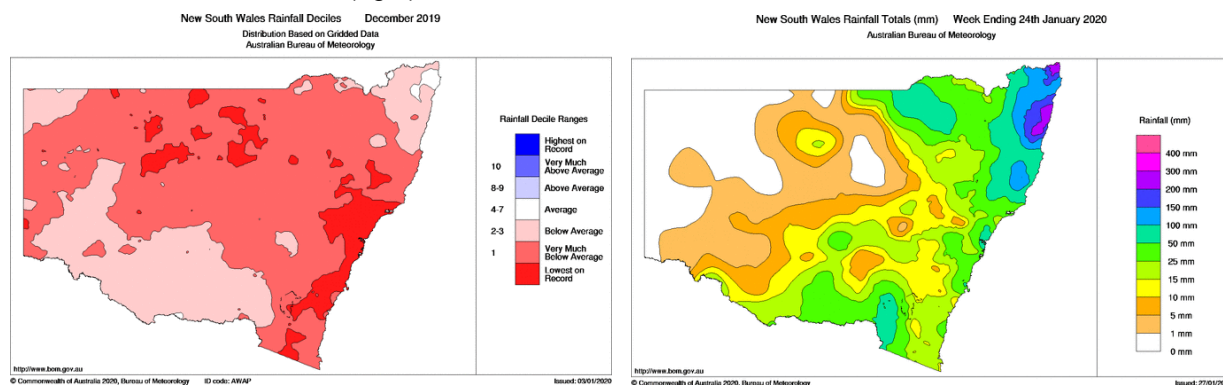 New South Wales Rainfall Deciles December 2019
Distribution Based on Gridded Data
Australian Bureau of Meteorology
Rainfall Decile Ranges
Highest on
Record
10 Very Much
Above Average
8-9 Above Average
4-7 Average
2-3 Below Average
1 Very Much
Below Average
Lowest on
Record
http://www.bom.gov.au
© Commonwealth of Australia 2020, Bureau of Meteorology ID code: AWAP Issued: 03/01/2020
New South Wales Rainfall Totals (mm) Week Ending 24th January 2020
Australian Bureau of Meteorology
Rainfall (mm)
400 mm
300 mm
200 mm
150 mm
100 mm
50 mm
25 mm
15 mm
10 mm
5 mm
1 mm
0 mm
http://www.bom.gov.au
© Commonwealth of Australia 2020, Bureau of Meteorology Issued: 27/01/20